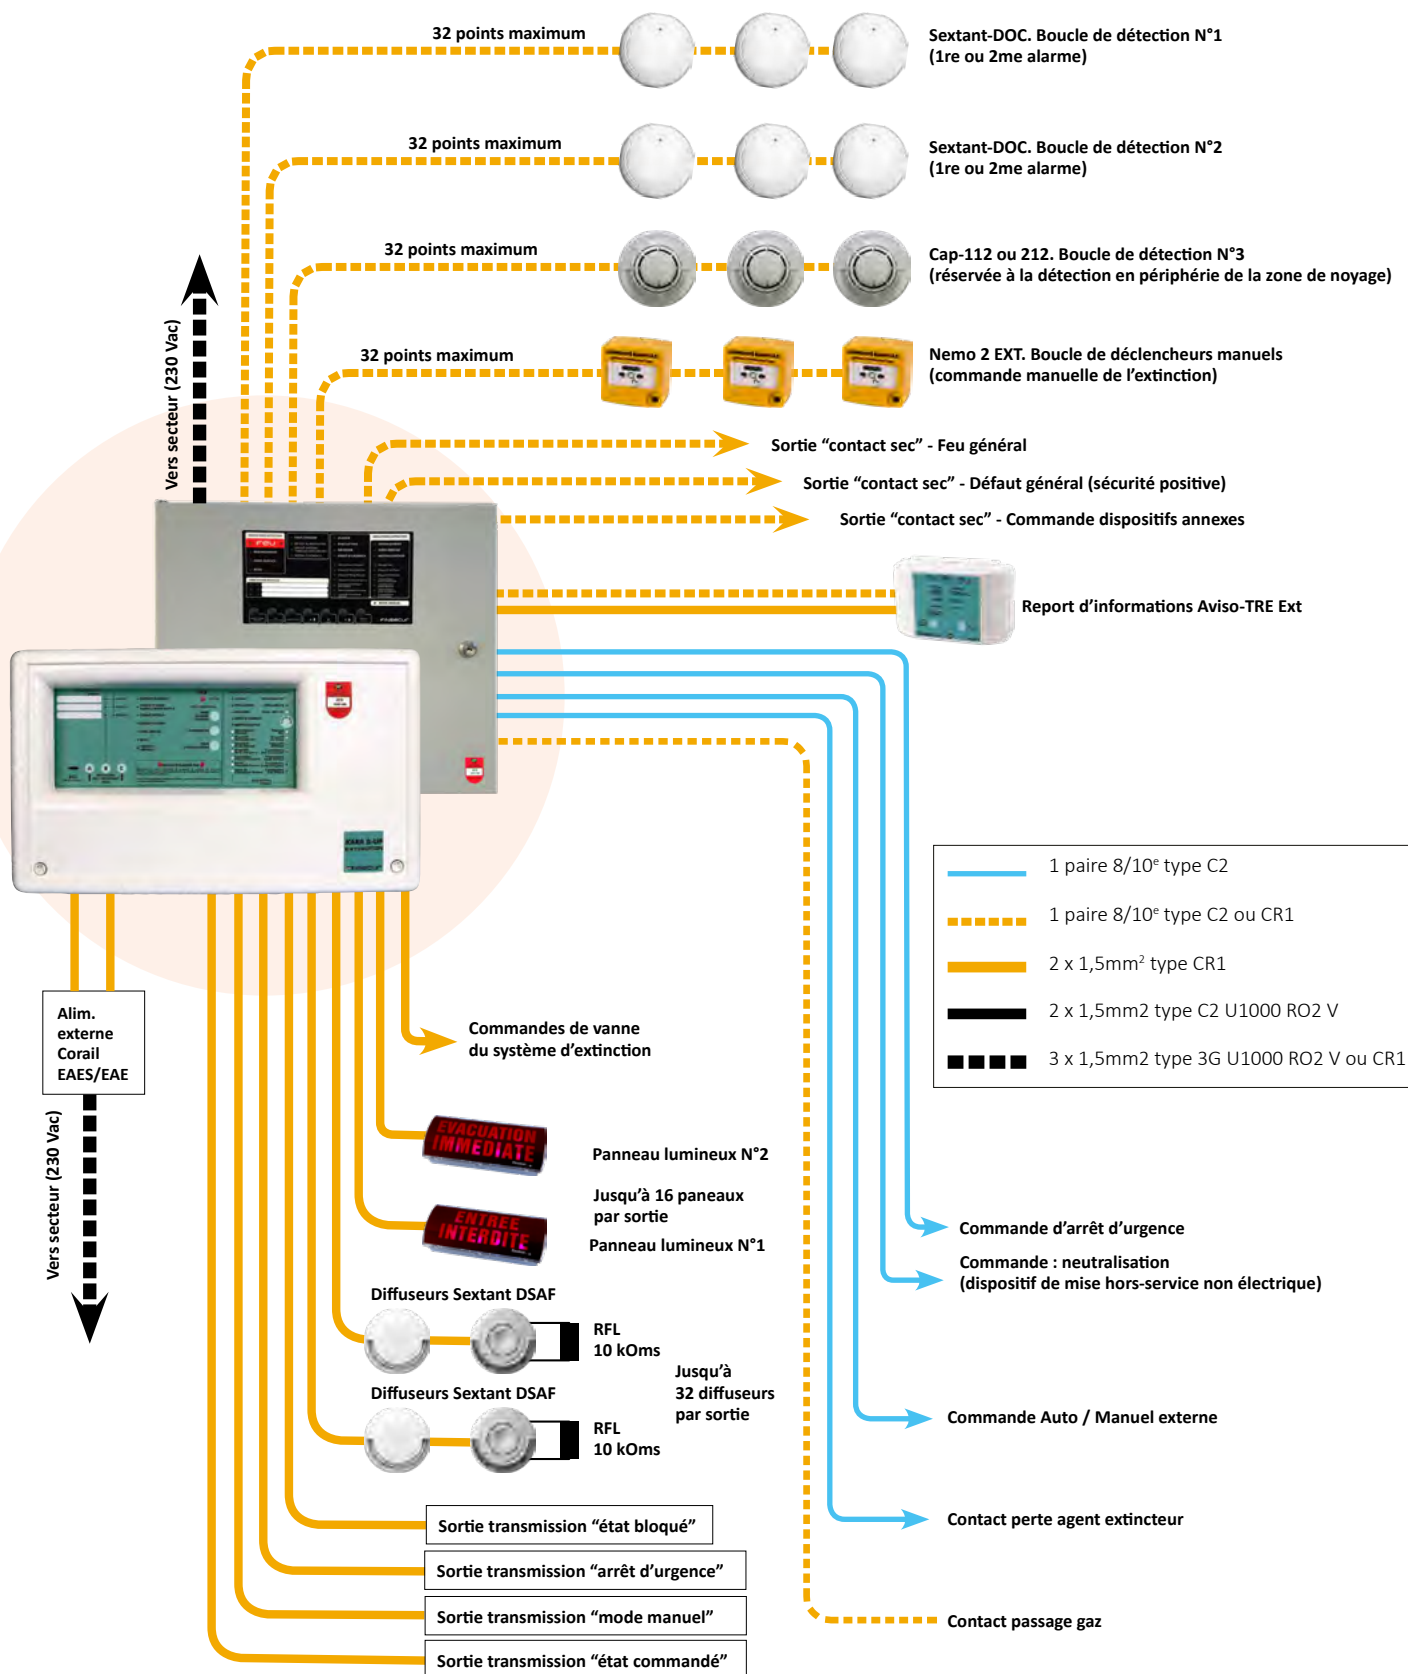 32 points maximum
Sextant-DOC. Boucle de détection N°1
(1re ou 2me alarme)
32 points maximum
Sextant-DOC. Boucle de détection N°2
(1re ou 2me alarme)
32 points maximum
Cap-112 ou 212. Boucle de détection N°3
(réservée à la détection en périphérie de la zone de noyage)
Vers secteur (230 Vac)
32 points maximum
Nemo 2 EXT. Boucle de déclencheurs manuels
(commande manuelle de l'extinction)
Sortie “contact sec” - Feu général
Sortie “contact sec” - Défaut général (sécurité positive)
Sortie “contact sec” - Commande dispositifs annexes
Report d’informations Aviso-TRE Ext
1 paire 8/10e type C2
1 paire 8/10e type C2 ou CR1
2 x 1,5mm² type CR1
2 x 1,5mm2 type C2 U1000 RO2 V
3 x 1,5mm2 type 3G U1000 RO2 V ou CR1
Alim.
externe
Corail
EAES/EAE
Vers secteur (230 Vac)
Commandes de vanne
du système d’extinction
EVACUATION
IMMEDIATE
Panneau lumineux N°2
Jusqu’à 16 paneaux
par sortie
ENTREE
INTERDITE
Panneau lumineux N°1
Diffuseurs Sextant DSAF
RFL
10 kOms
Jusqu’à
32 diffuseurs
par sortie
Diffuseurs Sextant DSAF
RFL
10 kOms
Commande d’arrêt d’urgence
Commande : neutralisation
(dispositif de mise hors-service non électrique)
Commande Auto / Manuel externe
Contact perte agent extincteur
Contact passage gaz
Sortie transmission “état bloqué”
Sortie transmission “arrêt d’urgence”
Sortie transmission “mode manuel”
Sortie transmission “état commandé”